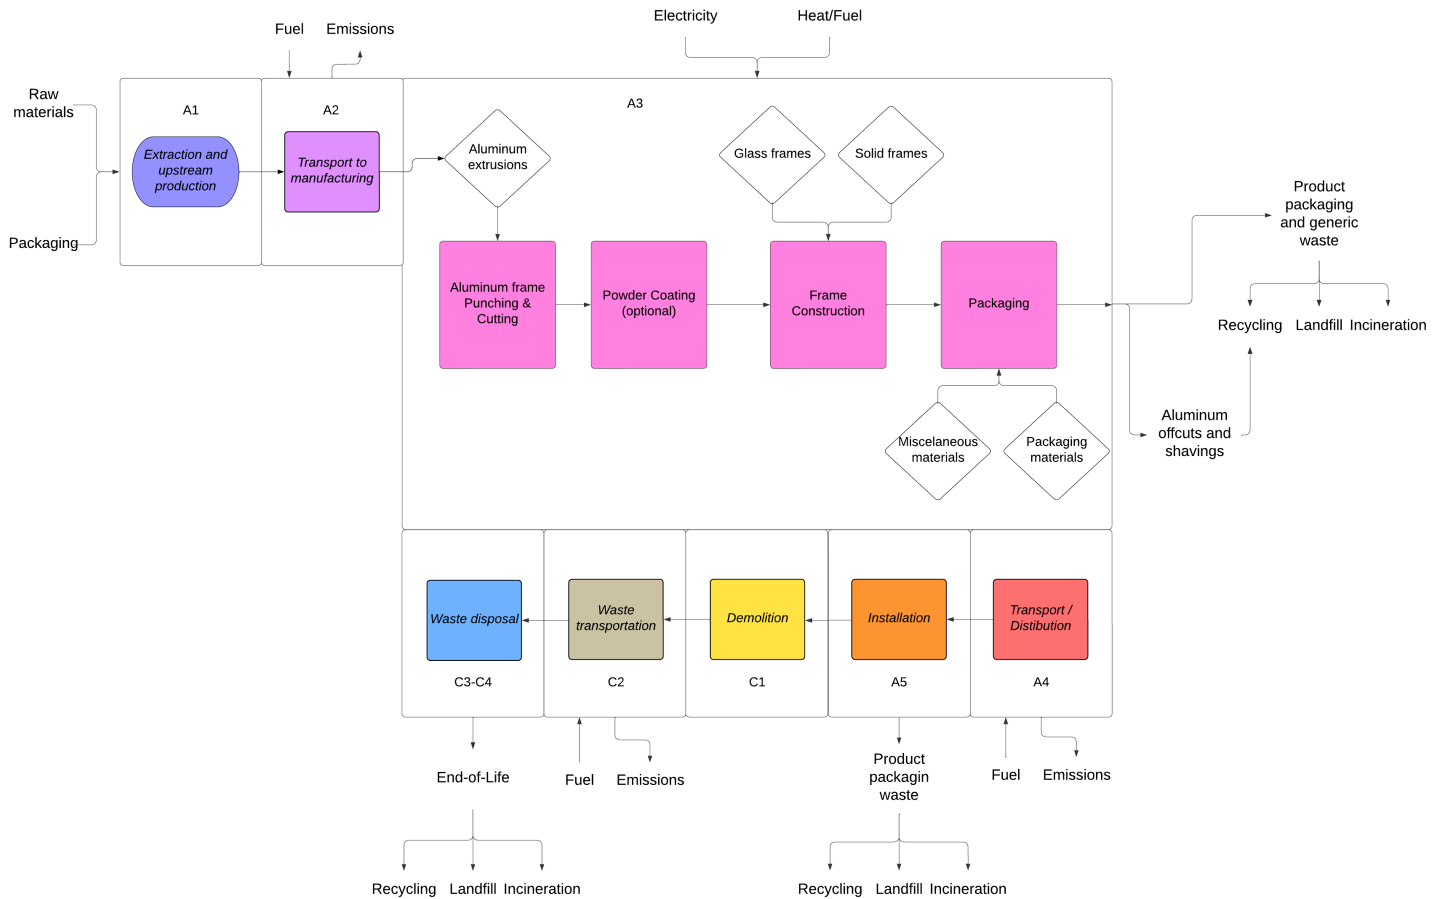 Electricity
Heat/Fuel
Fuel
Emissions
Raw
materials
Packaging
A1
Extraction and
upstream
production
A2
Transport to
manufacturing
A3
Aluminum
extrusions
Glass frames
Solid frames
Aluminum frame
Punching &
Cutting
Powder Coating
(optional)
Frame
Construction
Packaging
Miscelaneous
materials
Packaging
materials
Product
packaging
and generic
waste
Recycling
Landfill
Incineration
Aluminum
offcuts and
shavings
Waste disposal
C3-C4
Waste
transportation
C2
Demolition
C1
Installation
A5
Transport /
Distibution
A4
End-of-Life
Recycling
Landfill
Incineration
Fuel
Emissions
Product
packagin
waste
Recycling
Landfill
Incineration
Fuel
Emissions